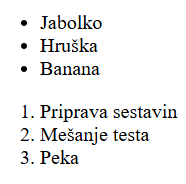 • Jabolko
• Hruška
• Banana
1. Priprava sestavin
2. Mešanje testa
3. Peka